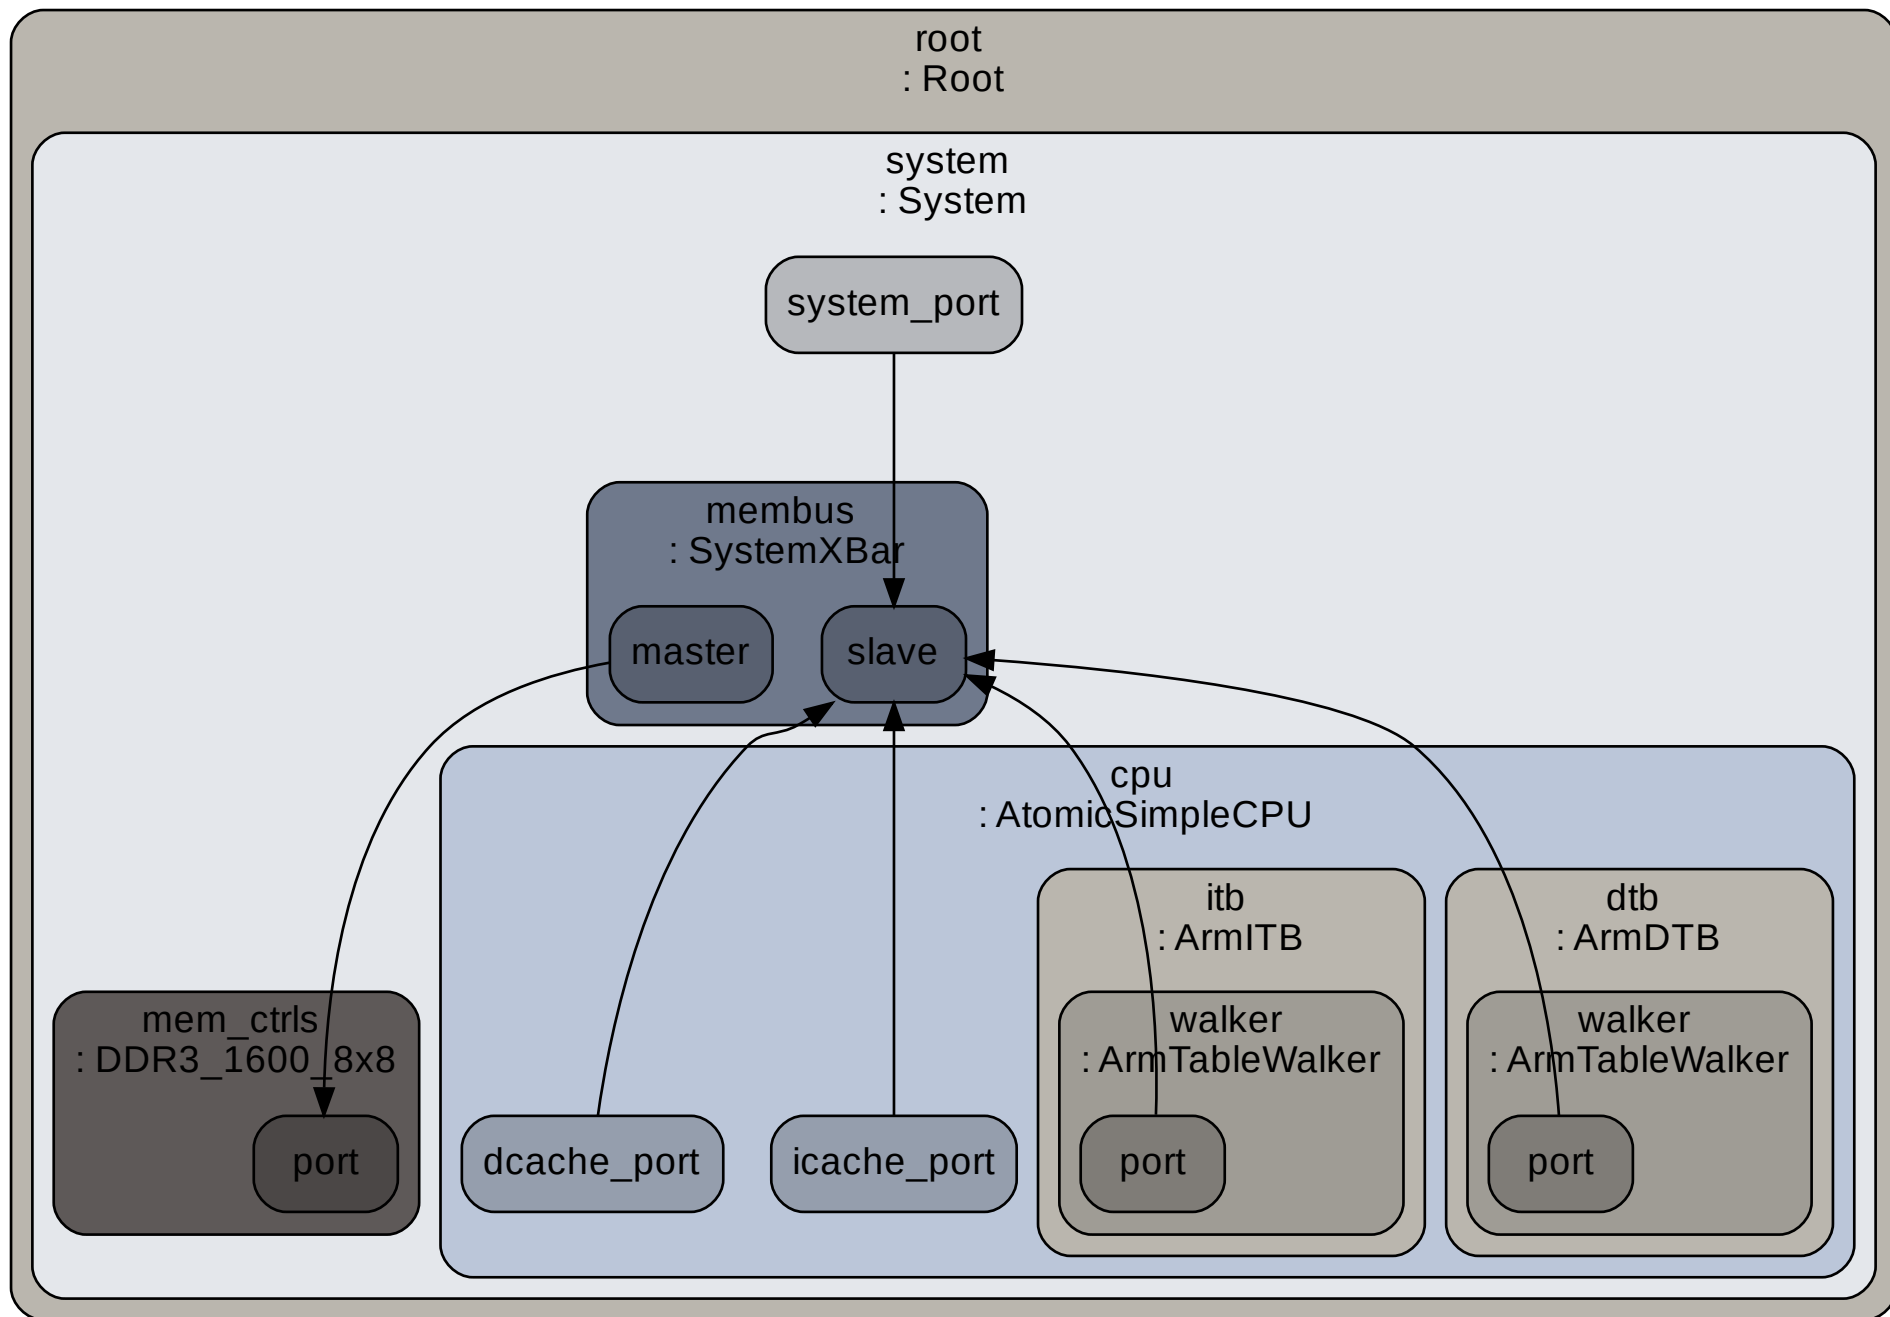 root
: Root
system
: System
system_port
membus
: SystemXBar
master
slave
cpu
: AtomicSimpleCPU
itb
: ArmITB
dtb
: ArmDTB
mem_ctrls
: DDR3_1600_8x8
walker
: ArmTableWalker
walker
: ArmTableWalker
port
dcache_port
icache_port
port
port